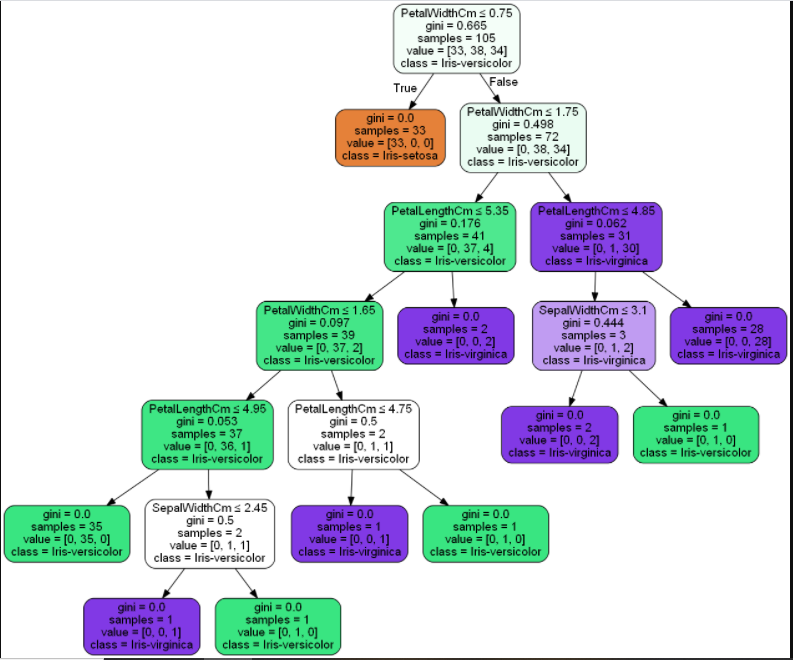 PetalWidthCm ≤ 0.75
gini = 0.665
samples = 105
value = [33, 38, 34]
class = Iris-versicolor
True
False
gini = 0.0
samples = 33
value = [33, 0, 0]
class = Iris-setosa
PetalWidthCm ≤ 1.75
gini = 0.498
samples = 72
value = [0, 38, 34]
class = Iris-versicolor
PetalLengthCm ≤ 5.35
gini = 0.176
samples = 41
value = [0, 37, 4]
class = Iris-versicolor
PetalLengthCm ≤ 4.85
gini = 0.062
samples = 31
value = [0, 1, 30]
class = Iris-virginica
PetalWidthCm ≤ 1.65
gini = 0.097
samples = 39
value = [0, 37, 2]
class = Iris-versicolor
gini = 0.0
samples = 2
value = [0, 0, 2]
class = Iris-virginica
SepalWidthCm ≤ 3.1
gini = 0.444
samples = 3
value = [0, 1, 2]
class = Iris-virginica
gini = 0.0
samples = 28
value = [0, 0, 28]
class = Iris-virginica
PetalLengthCm ≤ 4.95
gini = 0.053
samples = 37
value = [0, 36, 1]
class = Iris-versicolor
PetalLengthCm ≤ 4.75
gini = 0.5
samples = 2
value = [0, 1, 1]
class = Iris-versicolor
gini = 0.0
samples = 2
value = [0, 0, 2]
class = Iris-virginica
gini = 0.0
samples = 1
value = [0, 1, 0]
class = Iris-versicolor
gini = 0.0
samples = 35
value = [0, 35, 0]
class = Iris-versicolor
SepalWidthCm ≤ 2.45
gini = 0.5
samples = 2
value = [0, 1, 1]
class = Iris-versicolor
gini = 0.0
samples = 1
value = [0, 0, 1]
class = Iris-virginica
gini = 0.0
samples = 1
value = [0, 1, 0]
class = Iris-versicolor
gini = 0.0
samples = 1
value = [0, 0, 1]
class = Iris-virginica
gini = 0.0
samples = 1
value = [0, 1, 0]
class = Iris-versicolor